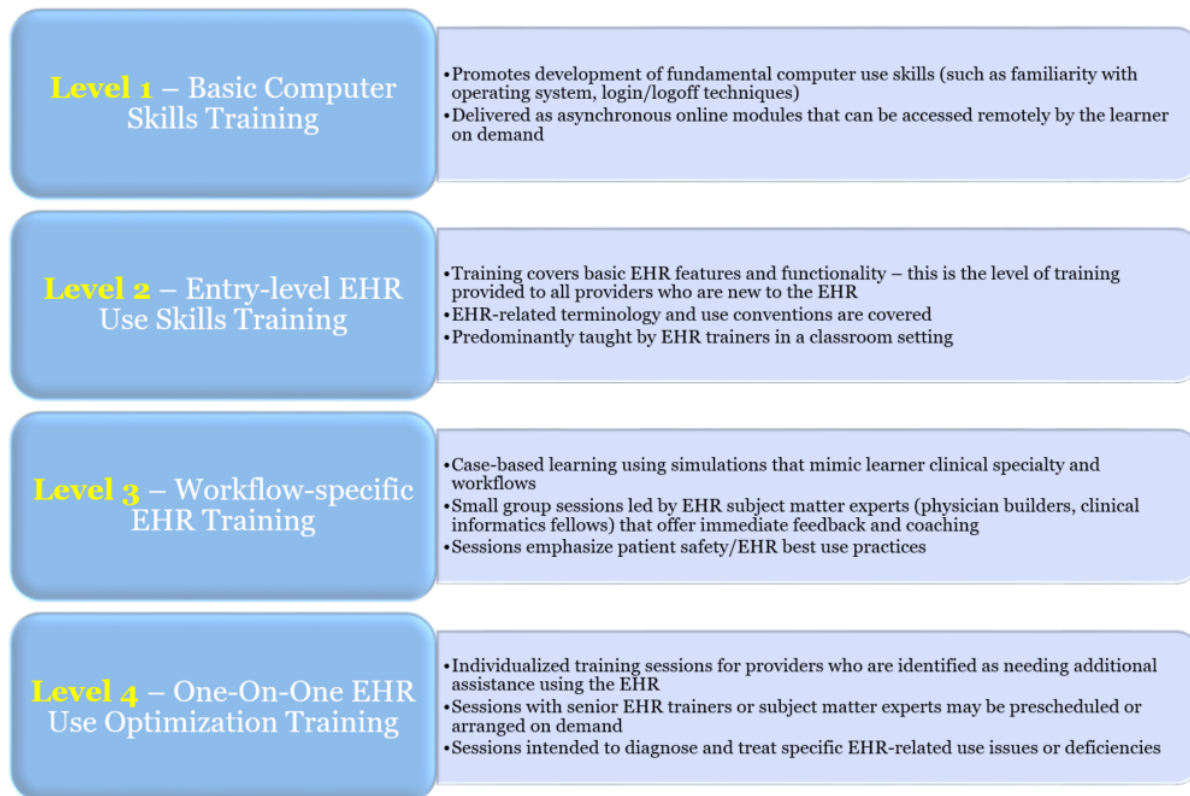 Level 1 – Basic Computer
Skills Training
•Promotes development of fundamental computer use skills (such as familiarity with
operating system, login/logoff techniques)
•Delivered as asynchronous online modules that can be accessed remotely by the learner
on demand
Level 2 – Entry-level EHR
Use Skills Training
•Training covers basic EHR features and functionality – this is the level of training
provided to all providers who are new to the EHR
•EHR-related terminology and use conventions are covered
•Predominantly taught by EHR trainers in a classroom setting
Level 3 – Workflow-specific
EHR Training
•Case-based learning using simulations that mimic learner clinical specialty and
workflows
•Small group sessions led by EHR subject matter experts (physician builders, clinical
informatics fellows) that offer immediate feedback and coaching
•Sessions emphasize patient safety/EHR best use practices
Level 4 – One-On-One EHR
Use Optimization Training
•Individualized training sessions for providers who are identified as needing additional
assistance using the EHR
•Sessions with senior EHR trainers or subject matter experts may be prescheduled or
arranged on demand
•Sessions intended to diagnose and treat specific EHR-related use issues or deficiencies